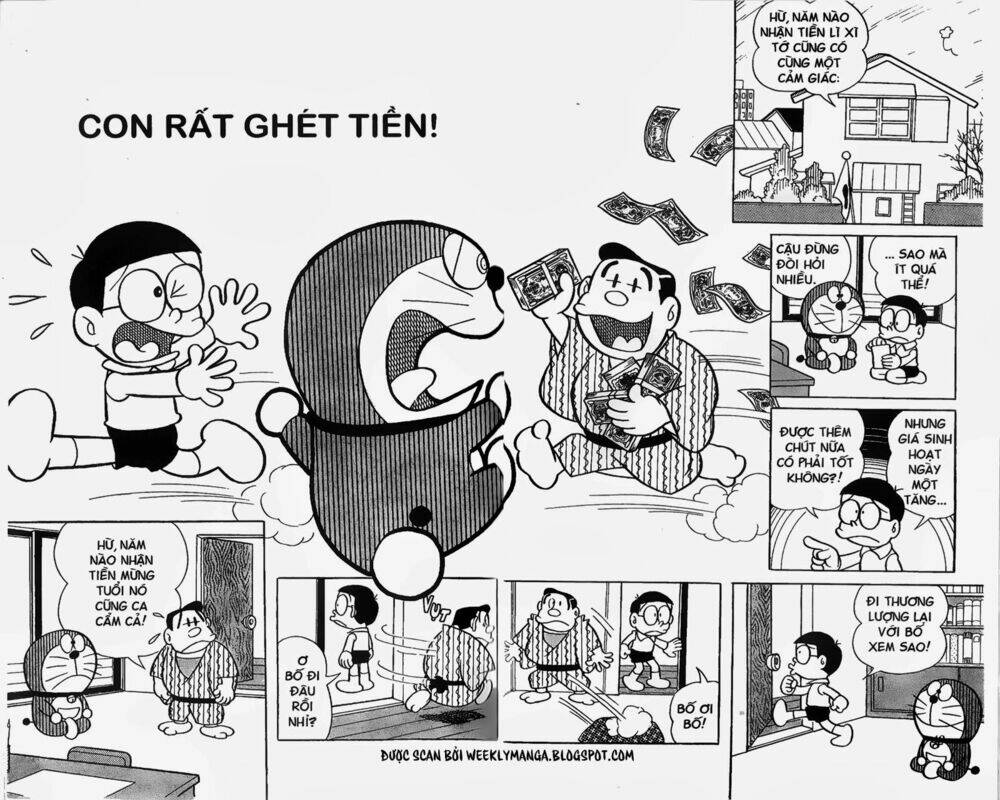 CON RẤT GHÉT TIỀN!
HỪ, NĂM NÀO
NHẬN TIỀN LÌ XÌ
TỚ CŨNG CÓ
CÙNG MỘT
CẢM GIÁC:
... SAO MÀ
ÍT QUÁ
THỂ!
CẬU ĐỪNG
ĐÒI HỎI
NHIỀU.
NHƯNG
GIÁ SINH
HOẠT
NGÀY
MỘT
TĂNG...
ĐƯỢC THÊM
CHÚT NỮA
CÓ PHẢI TỐT
KHÔNG?!
ĐI THƯƠNG
LƯỢNG LẠI
VỚI BỐ
XEM SAO!
BỐ ƠI
BỐ!
VỤT
Ơ
BỐ ĐI
ĐÂU
RỒI
NHỈ?
HỪ, NĂM
NÀO NHẬN
TIỀN MỪNG
TUỔI NÓ
CŨNG CA
CẨM CẢ!
ĐƯỢC SCAN BỞI WEEKLYMANGA.BLOGSPOT.COM